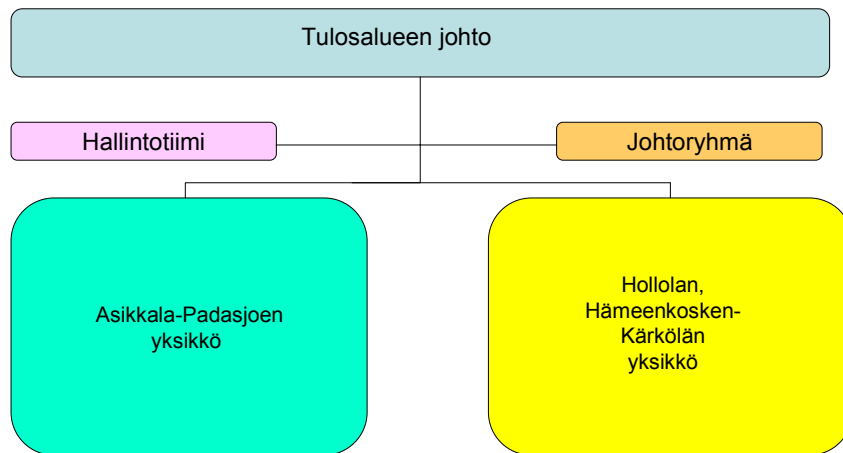 Tulosalueen johto
Hallintotiimi
Johtoryhmä
Asikkala-Padasjoen
yksikkö
Hollolan,
Hämeenkosken-
Kärkölän
yksikkö